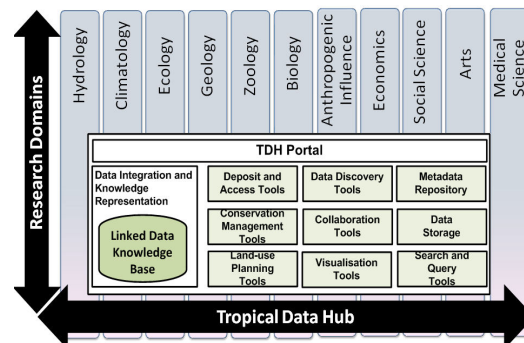 Hydrology
Climatology
Ecology
Geology
Zoology
Biology
Anthropogenic
Influence
Economics
Social Science
Arts
Medical
Science
Research Domains
TDH Portal
Data Integration and
Knowledge
Representation
Linked Data
Knowledge
Base
Deposit and
Access Tools
Data Discovery
Tools
Metadata
Repository
Conservation
Management
Tools
Collaboration
Tools
Data
Storage
Land-use
Planning
Tools
Visualisation
Tools
Search and
Query
Tools
Tropical Data Hub